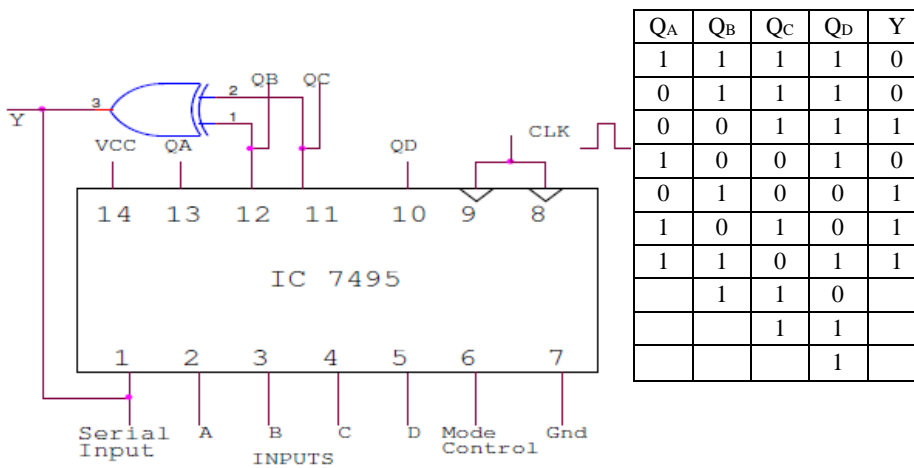 QB QC
2
3
1
Y
CLK
VCC QA QD
14 13 12 11 10 9 8
IC 7495
1 2 3 4 5 6 7
Serial Input
A B C D
Mode Control
Gnd
INPUTS
QA QB QC QD Y
1 1 1 1 0
0 1 1 1 0
0 0 1 1 1
1 0 0 1 0
0 1 0 0 1
1 0 1 0 1
1 1 0 1 1
1 1 0
1 1
1